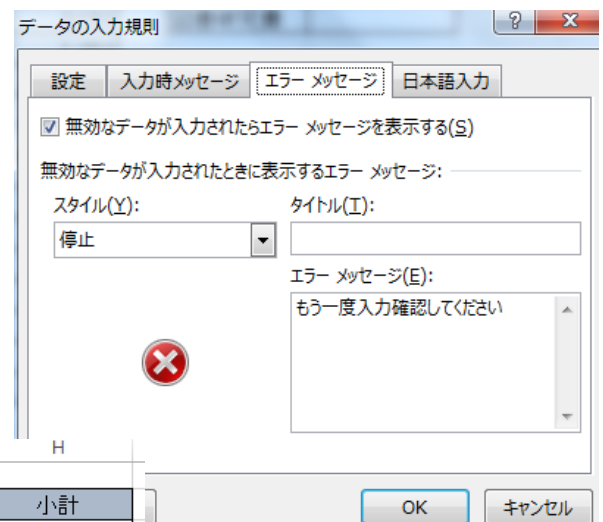 データの入力規則
設定 入力時メッセージ エラー メッセージ 日本語入力
無効なデータが入力されたらエラー メッセージを表示する(S)
無効なデータが入力されたときに表示するエラー メッセージ:
スタイル(Y): タイトル(T):
停止
エラー メッセージ(E):
もう一度入力確認してください
H
小計
OK キャンセル